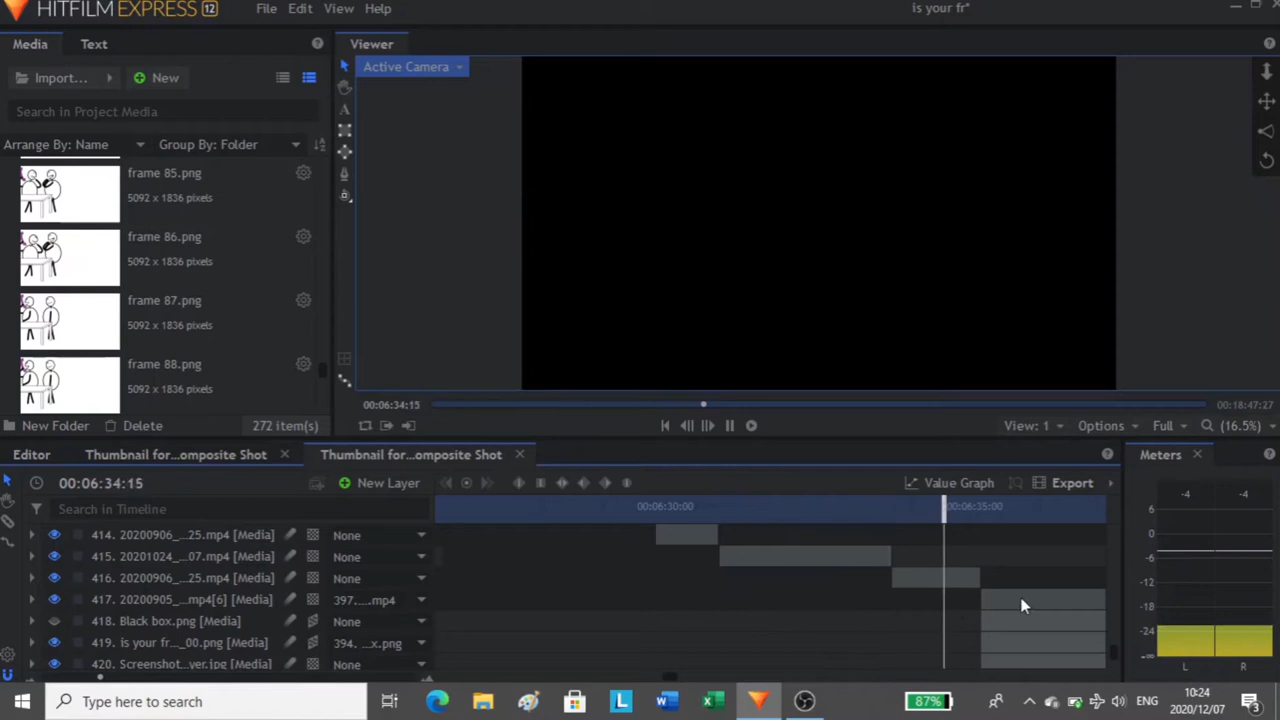 HITFILM EXPRESS 12 File Edit View Help is your fr*
Media Text
Viewer
Import... New
Active Camera
Search in Project Media
Arrange By: Name Group By: Folder
frame 85.png
5092 x 1836 pixels
frame 86.png
5092 x 1836 pixels
frame 87.png
5092 x 1836 pixels
frame 88.png
5092 x 1836 pixels
00:06:34:15 00:18:47:27
New Folder Delete 272 item(s)
View: 1 Options Full (16.5%)
Editor Thumbnail for...omposite Shot Thumbnail for...omposite Shot Meters
00:06:34:15 New Layer Value Graph Export
-4 -4
Search in Timeline 00:06:30:00 00:06:35:00
414. 20200906_...25.mp4 [Media] None
415. 20201024_...07.mp4 [Media] None
416. 20200906_...25.mp4 [Media] None
417. 20200905_...mp4[6] [Media] 397....mp4
418. Black box.png [Media] None
419. is your fr..._00.png [Media] 394. ...x.png
420. Screenshot...yer.jpg [Media] None
6
0
-6
-12
-18
-24
-∞
L R
Type here to search
87%
ENG
10:24
2020/12/07
3